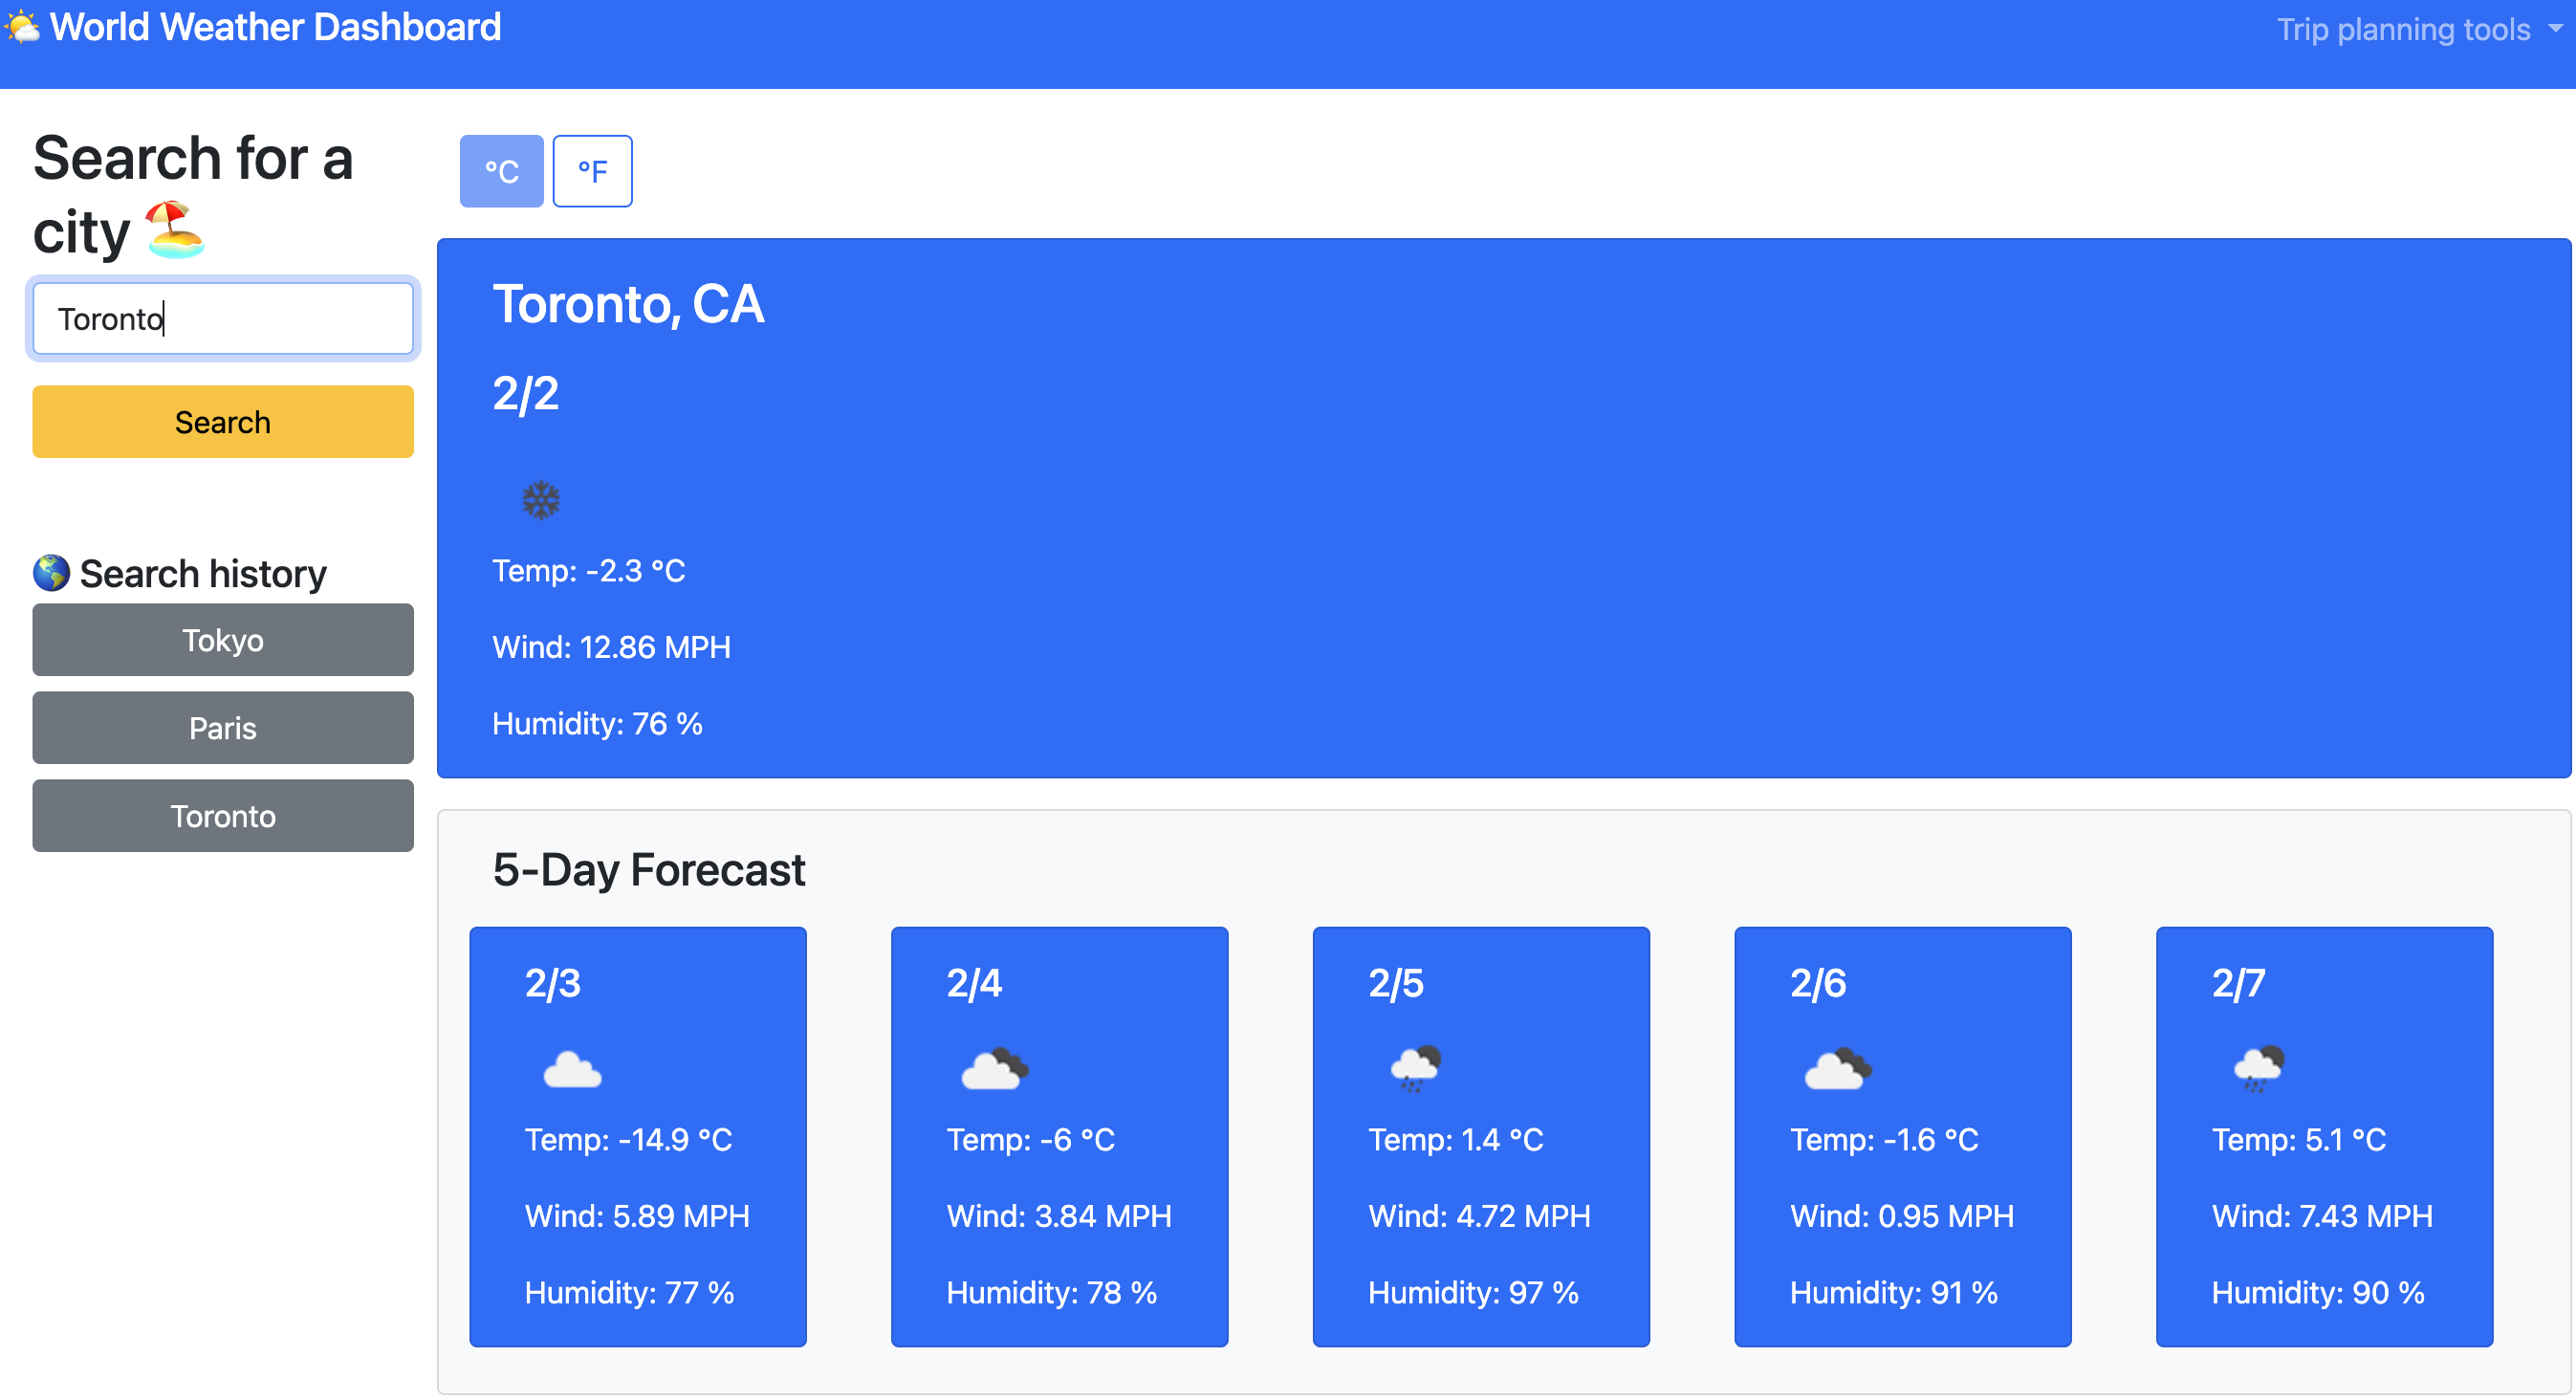 World Weather Dashboard
Trip planning tools
Search for a
city
Toronto
Search
Search history
Tokyo
Paris
Toronto
°C
°F
Toronto, CA
2/2
Temp: -2.3 °C
Wind: 12.86 MPH
Humidity: 76 %
5-Day Forecast
2/3
Temp: -14.9 °C
Wind: 5.89 MPH
Humidity: 77 %
2/4
Temp: -6 °C
Wind: 3.84 MPH
Humidity: 78 %
2/5
Temp: 1.4 °C
Wind: 4.72 MPH
Humidity: 97 %
2/6
Temp: -1.6 °C
Wind: 0.95 MPH
Humidity: 91 %
2/7
Temp: 5.1 °C
Wind: 7.43 MPH
Humidity: 90 %